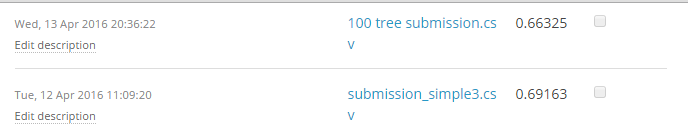 Wed, 13 Apr 2016 20:36:22 100 tree submission.cs 0.66325
Edit description v
Tue, 12 Apr 2016 11:09:20 submission_simple3.cs 0.69163
Edit description v